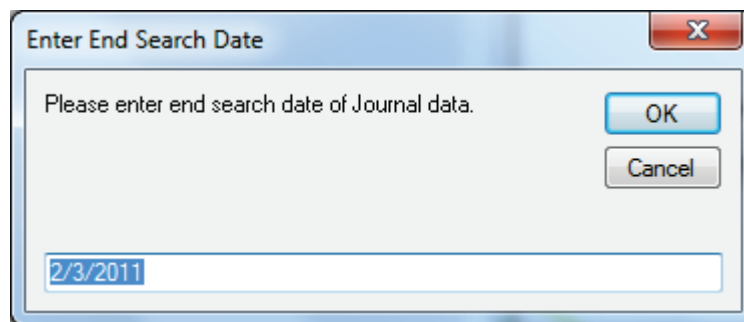 Enter End Search Date
Please enter end search date of Journal data.
OK
Cancel
2/3/2011